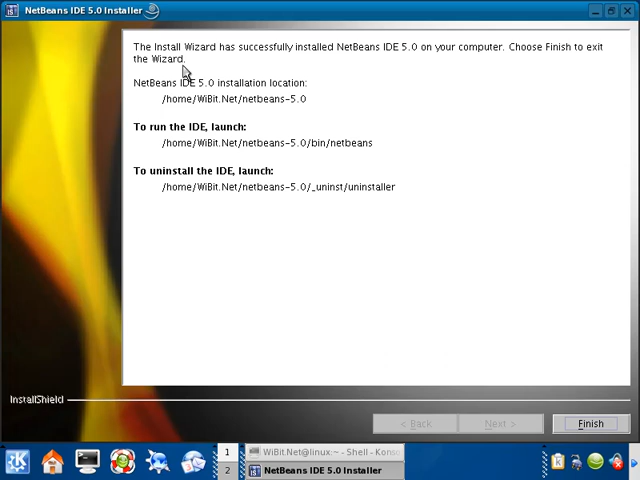 NetBeans IDE 5.0 Installer
The Install Wizard has successfully installed NetBeans IDE 5.0 on your computer. Choose Finish to exit
the Wizard.
NetBeans IDE 5.0 installation location:
/home/WiBit.Net/netbeans-5.0
To run the IDE, launch:
/home/WiBit.Net/netbeans-5.0/bin/netbeans
To uninstall the IDE, launch:
/home/WiBit.Net/netbeans-5.0/_uninst/uninstaller
InstallShield
< Back Next > Finish
1 WiBit.Net@linux:~ - Shell - Kons
2 NetBeans IDE 5.0 Installer